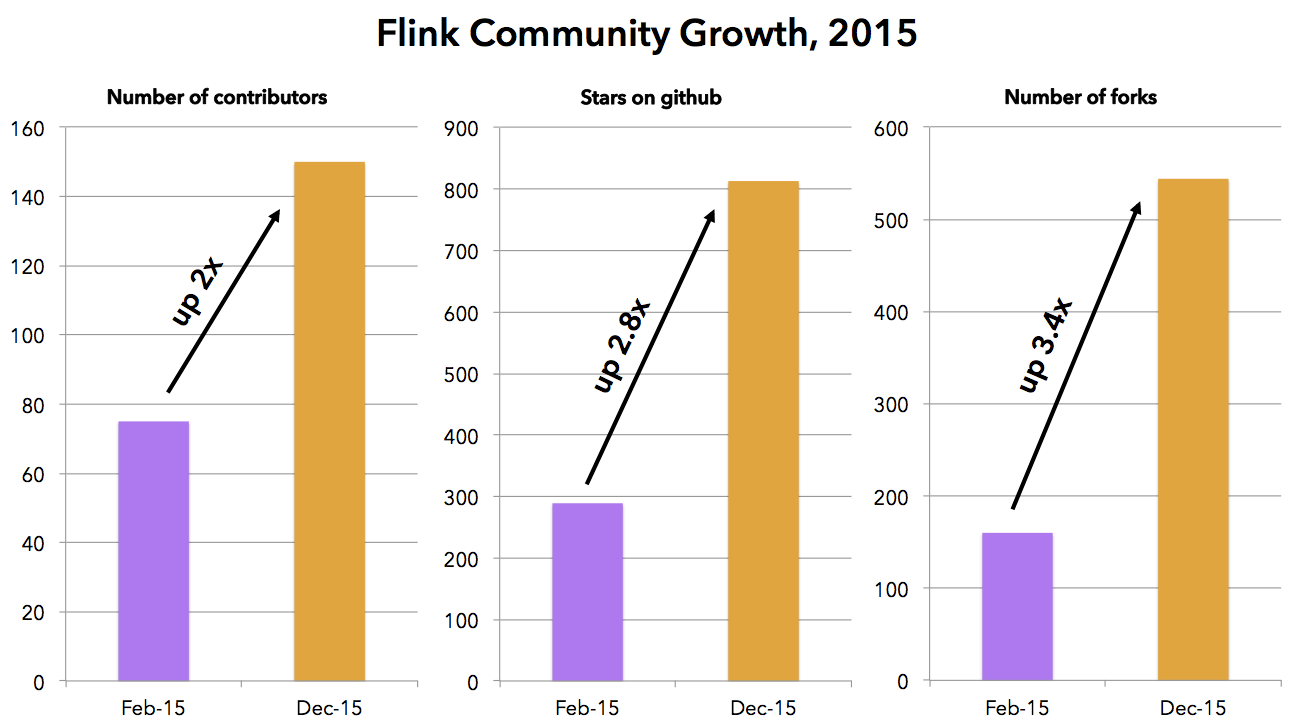 Flink Community Growth, 2015
Number of contributors
160
140
120
100
80
60
40
20
0
up 2x
Feb-15
Dec-15
Stars on github
900
800
700
600
500
400
300
200
100
0
up 2.8x
Feb-15
Dec-15
Number of forks
600
500
400
300
200
100
0
up 3.4x
Feb-15
Dec-15